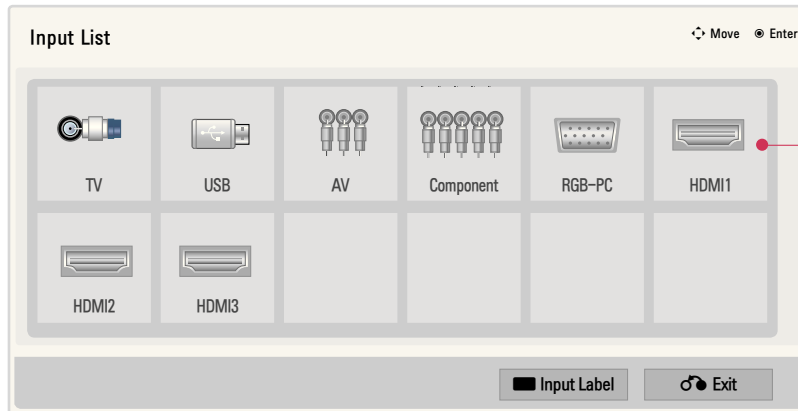 Input List
Move Enter
TV USB AV Component RGB-PC HDMI1
HDMI2 HDMI3
Input Label Exit